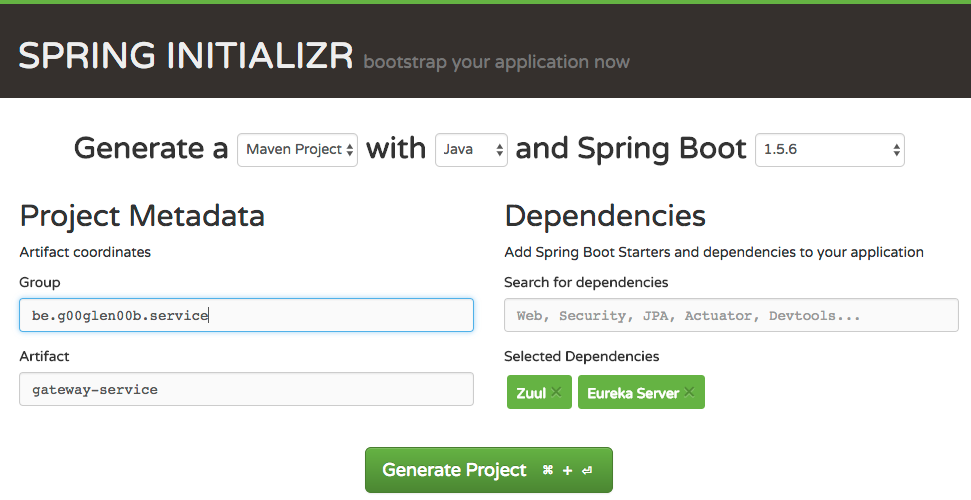 SPRING INITIALIZR bootstrap your application now
Generate a Maven Project with Java and Spring Boot 1.5.6
Project Metadata
Artifact coordinates
Group
be.g00glen00b.service
Artifact
gateway-service
Dependencies
Add Spring Boot Starters and dependencies to your application
Search for dependencies
Web, Security, JPA, Actuator, Devtools...
Selected Dependencies
Zuul × Eureka Server ×
Generate Project ⌘ + ⏎